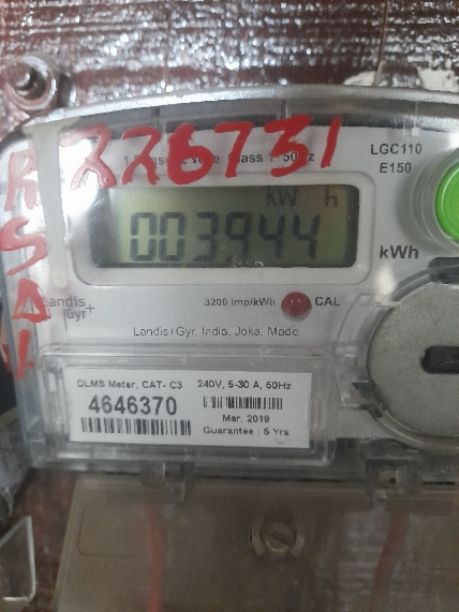 226731
LGC110
E150
kW h
003944
kWh
Landis
Gyr+
3200 imp/kWh
CAL
Landis+Gyr, India, Joka, Made
DLMS Meter, CAT- C3
240V, 5-30 A, 50Hz
4646370
Mar, 2019
Guarantee : 5 Yrs